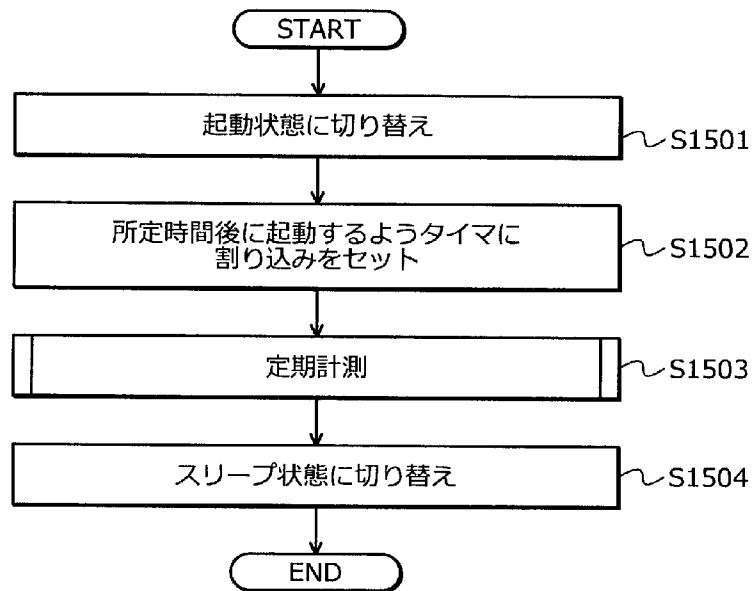 START
起動状態に切り替え
S1501
所定時間後に起動するようタイマに
割り込みをセット
S1502
定期計測
S1503
スリープ状態に切り替え
S1504
END